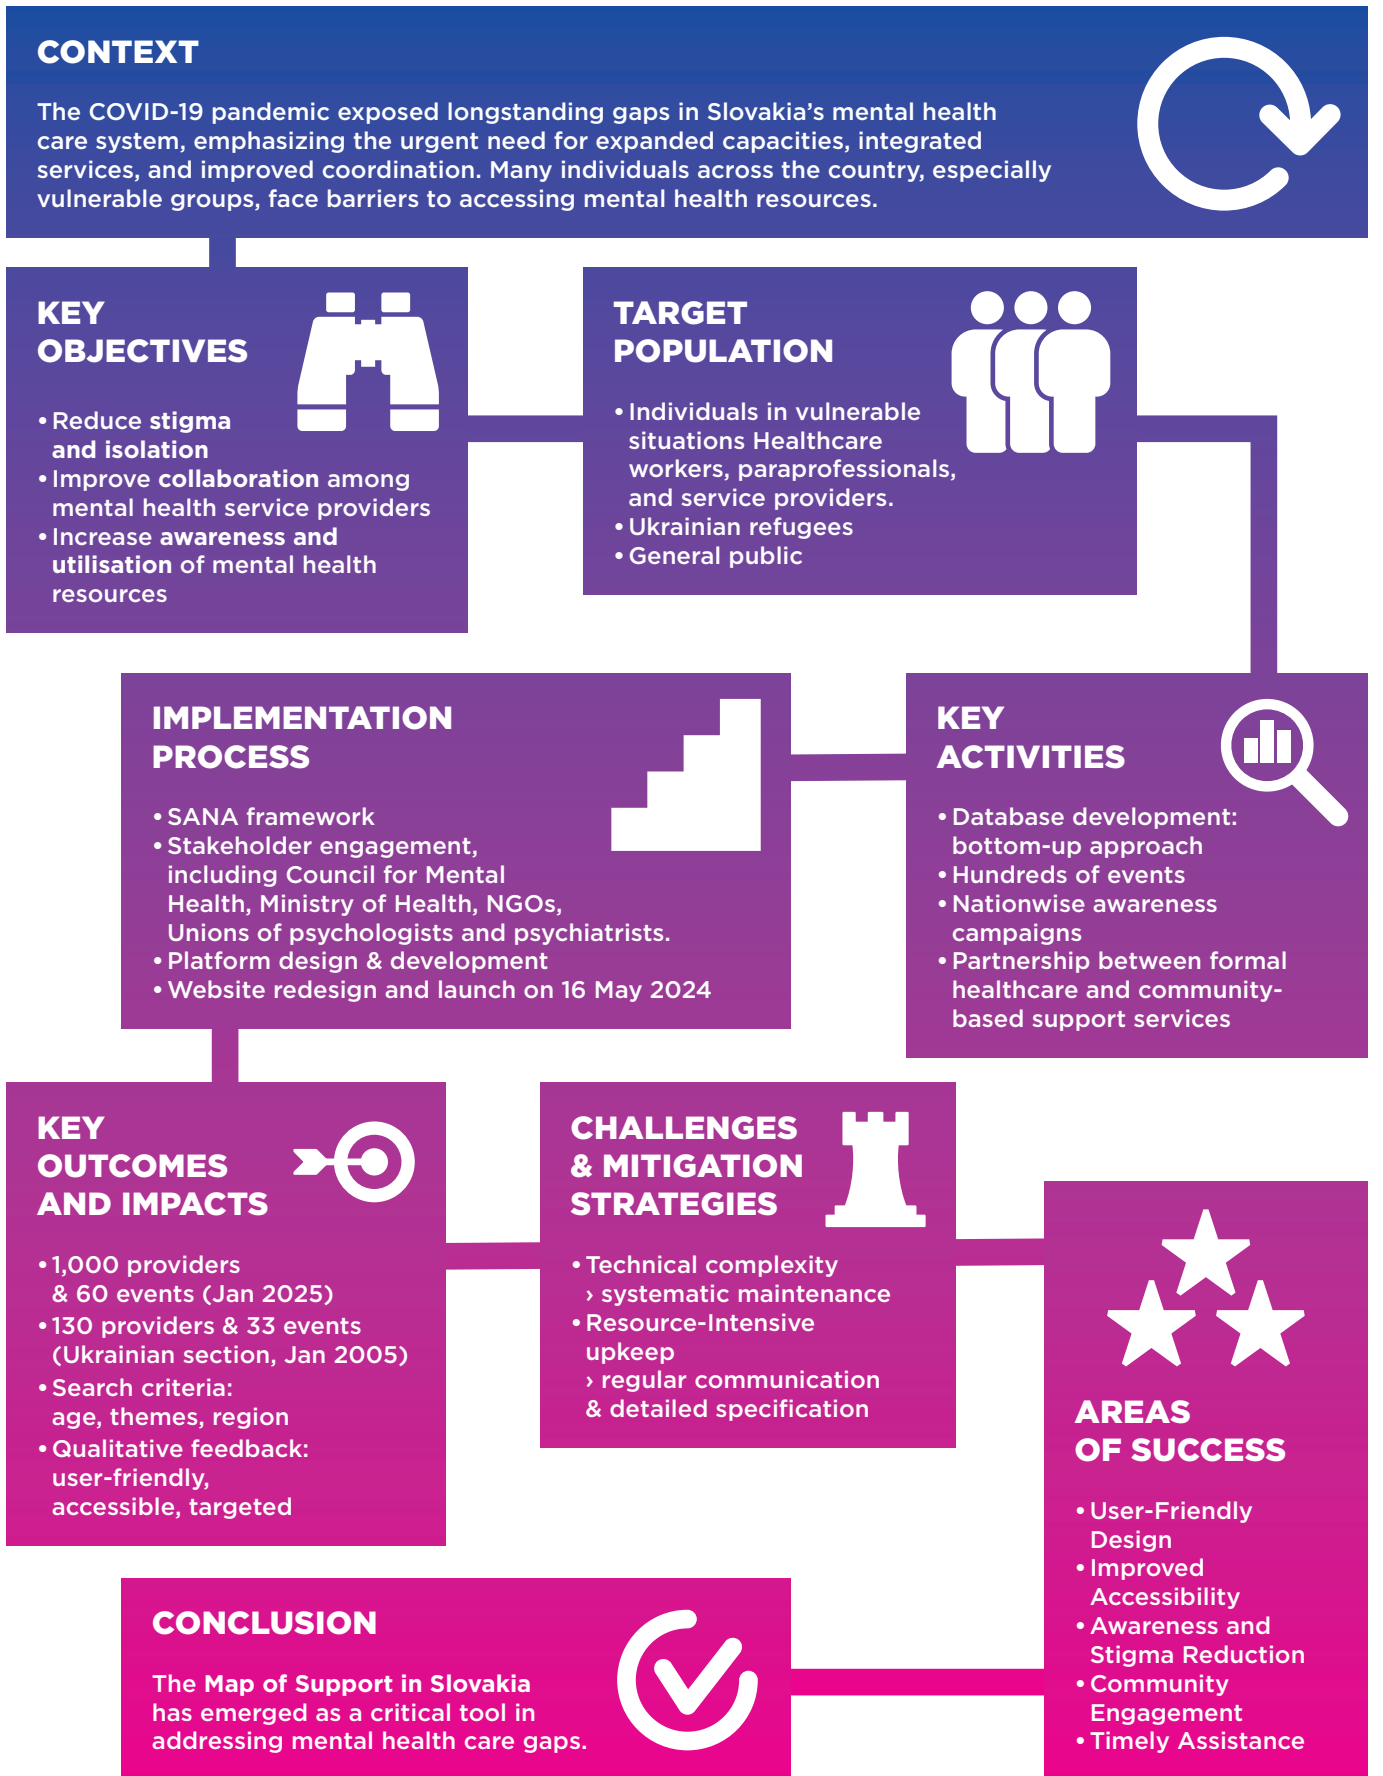 CONTEXT
The COVID-19 pandemic exposed longstanding gaps in Slovakia's mental health
care system, emphasizing the urgent need for expanded capacities, integrated
services, and improved coordination. Many individuals across the country, especially
vulnerable groups, face barriers to accessing mental health resources.
KEY
OBJECTIVES
• Reduce stigma
and isolation
• Improve collaboration among
mental health service providers
• Increase awareness and
utilisation of mental health
resources
TARGET
POPULATION
• Individuals in vulnerable
situations Healthcare
workers, paraprofessionals,
and service providers.
• Ukrainian refugees
• General public
KEY
ACTIVITIES
• Database development:
bottom-up approach
• Hundreds of events
• Nationwise awareness
campaigns
• Partnership between formal
healthcare and community-
based support services
IMPLEMENTATION
PROCESS
• SANA framework
• Stakeholder engagement,
including Council for Mental
Health, Ministry of Health, NGOs,
Unions of psychologists and psychiatrists.
• Platform design & development
• Website redesign and launch on 16 May 2024
KEY
OUTCOMES
AND IMPACTS
• 1,000 providers
& 60 events (Jan 2025)
• 130 providers & 33 events
(Ukrainian section, Jan 2005)
• Search criteria:
age, themes, region
• Qualitative feedback:
user-friendly,
accessible, targeted
CHALLENGES
& MITIGATION
STRATEGIES
• Technical complexity
› systematic maintenance
• Resource-Intensive
upkeep
› regular communication
& detailed specification
AREAS
OF SUCCESS
• User-Friendly
Design
• Improved
Accessibility
• Awareness and
Stigma Reduction
• Community
Engagement
• Timely Assistance
CONCLUSION
The Map of Support in Slovakia
has emerged as a critical tool in
addressing mental health care gaps.